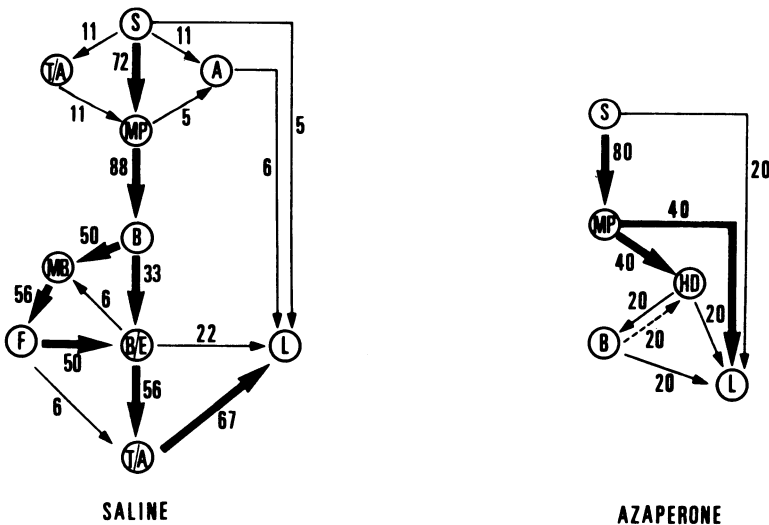 S
11 11
72
T/A A
11 5
MP
5
6
88
B
50
33
MB
56 6
F B/E 22 L
50
56
6
67
T/A
SALINE
S
80
20
MP 40
40
HD
20 20
B 20
20
L
AZAPERONE